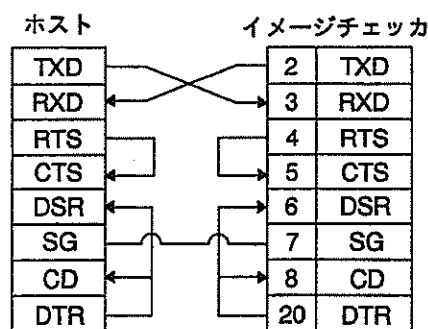 ホスト イメージチェッカ
TXD 2 TXD
RXD 3 RXD
RTS 4 RTS
CTS 5 CTS
DSR 6 DSR
SG 7 SG
CD 8 CD
DTR 20 DTR